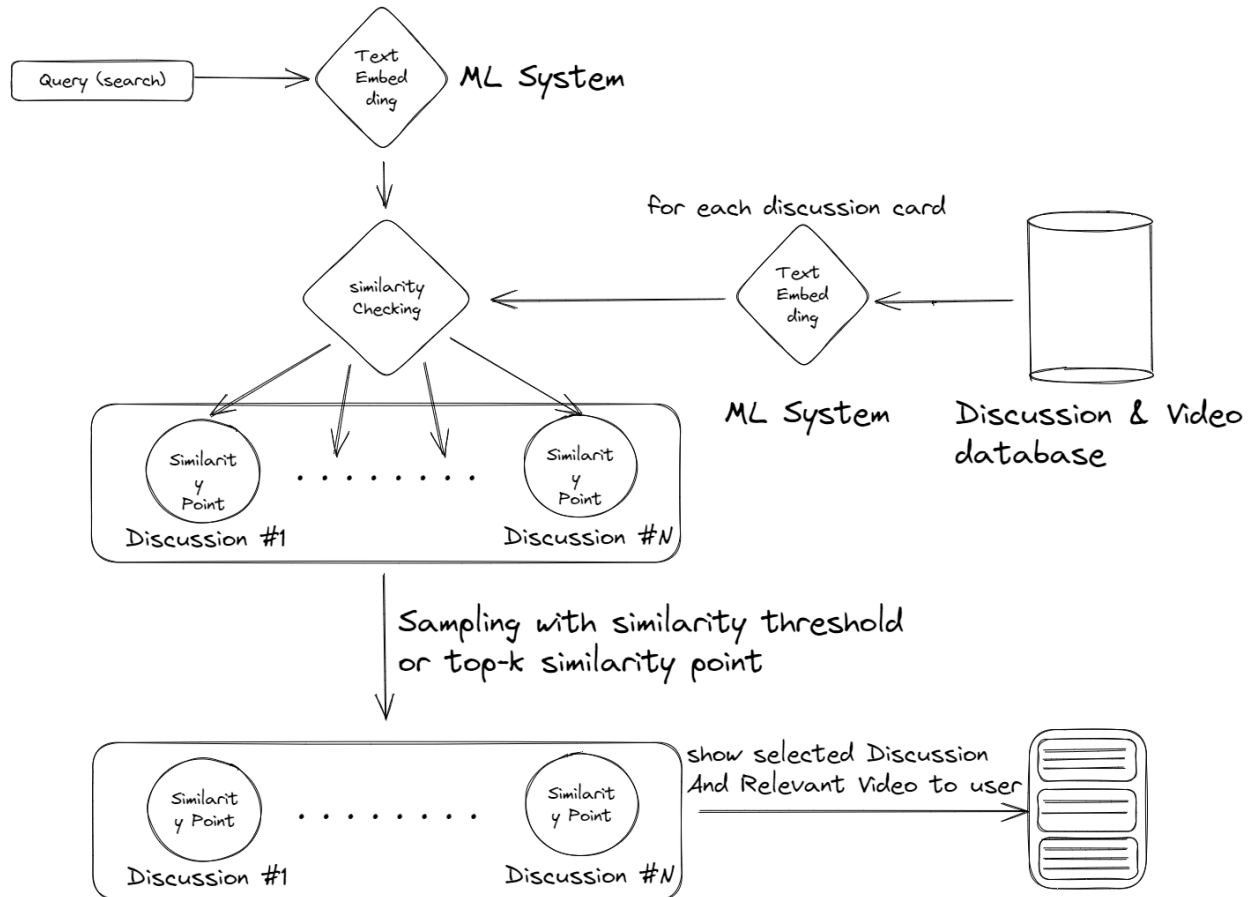 Text
Embed
ding
ML System
Query (search)
for each discussion card
similarity
Checking
Text
Embed
ding
ML System
Discussion & Video
database
Similarit
y
Point
. . . . . . . .
Similarit
y
Point
Discussion #1
Discussion #N
Sampling with similarity threshold
or top-k similarity point
Similarit
y Point
. . . . . . . .
Similarit
y Point
Discussion #1
Discussion #N
show selected Discussion
And Relevant Video to user